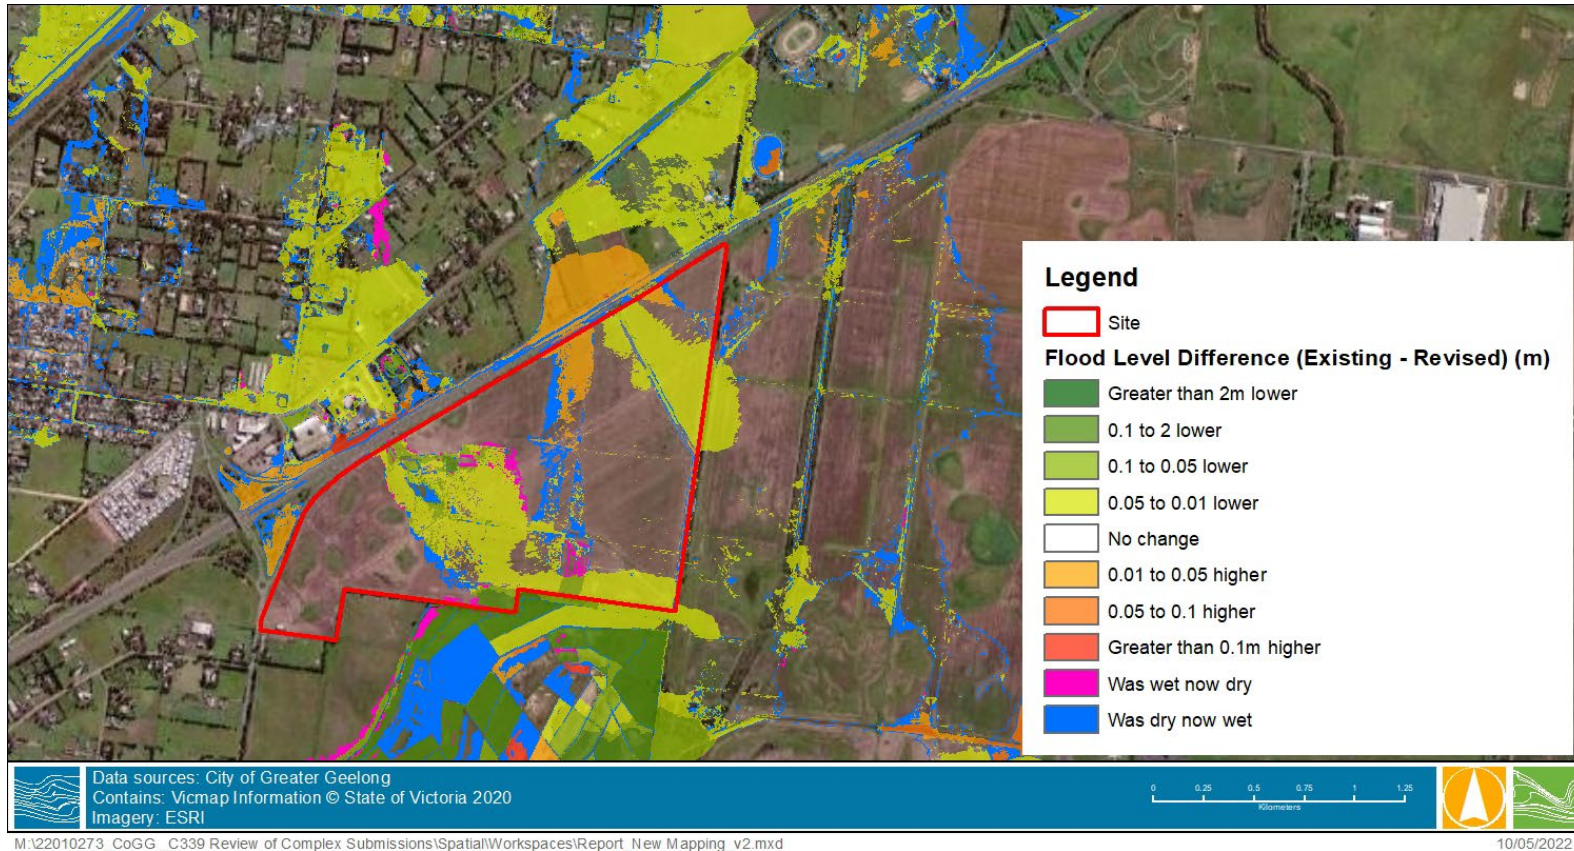 Legend
Site
Flood Level Difference (Existing - Revised) (m)
Greater than 2m lower
0.1 to 2 lower
0.1 to 0.05 lower
0.05 to 0.01 lower
No change
0.01 to 0.05 higher
0.05 to 0.1 higher
Greater than 0.1m higher
Was wet now dry
Was dry now wet
Data sources: City of Greater Geelong
Contains: Vicmap Information © State of Victoria 2020
Imagery: ESRI
0 0.25 0.5 0.75 1 1.25
Kilometers
M:\22010273_CoGG_ C339 Review of Complex Submissions\Spatial\Workspaces\Report_New Mapping_v2.mxd
10/05/2022